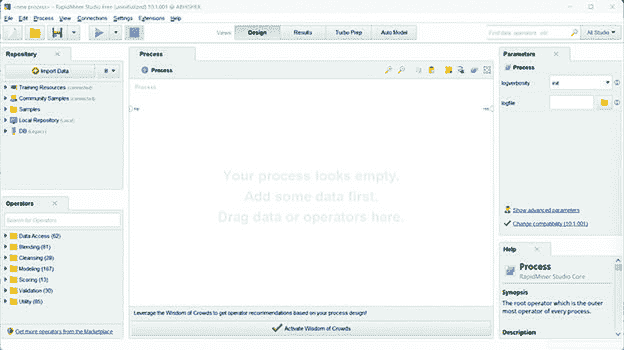 <new process> – RapidMiner Studio Free 10.1.001 @ ABHISHEK
File Edit Process View Connections Settings Extensions Help
Views: Design Results Turbo Prep Auto Model Find data, operators...etc All Studio
Repository
Import Data
Training Resources (connected)
Community Samples (connected)
Samples
Local Repository (Local)
DB (Legacy)
Operators
Search for Operators
Data Access (62)
Blending (81)
Cleansing (28)
Modeling (167)
Scoring (13)
Validation (30)
Utility (85)
Get more operators from the Marketplace
Process
Process
Process
Your process looks empty.
Add some data first.
Drag data or operators here.
Leverage the Wisdom of Crowds to get operator recommendations based on your process design!
Activate Wisdom of Crowds
Parameters
Process
logverbosity init
logfile
Show advanced parameters
Change compatibility (10.1.001)
Help
Process
RapidMiner Studio Core
Synopsis
The root operator which is the outer
most operator of every process.
Description